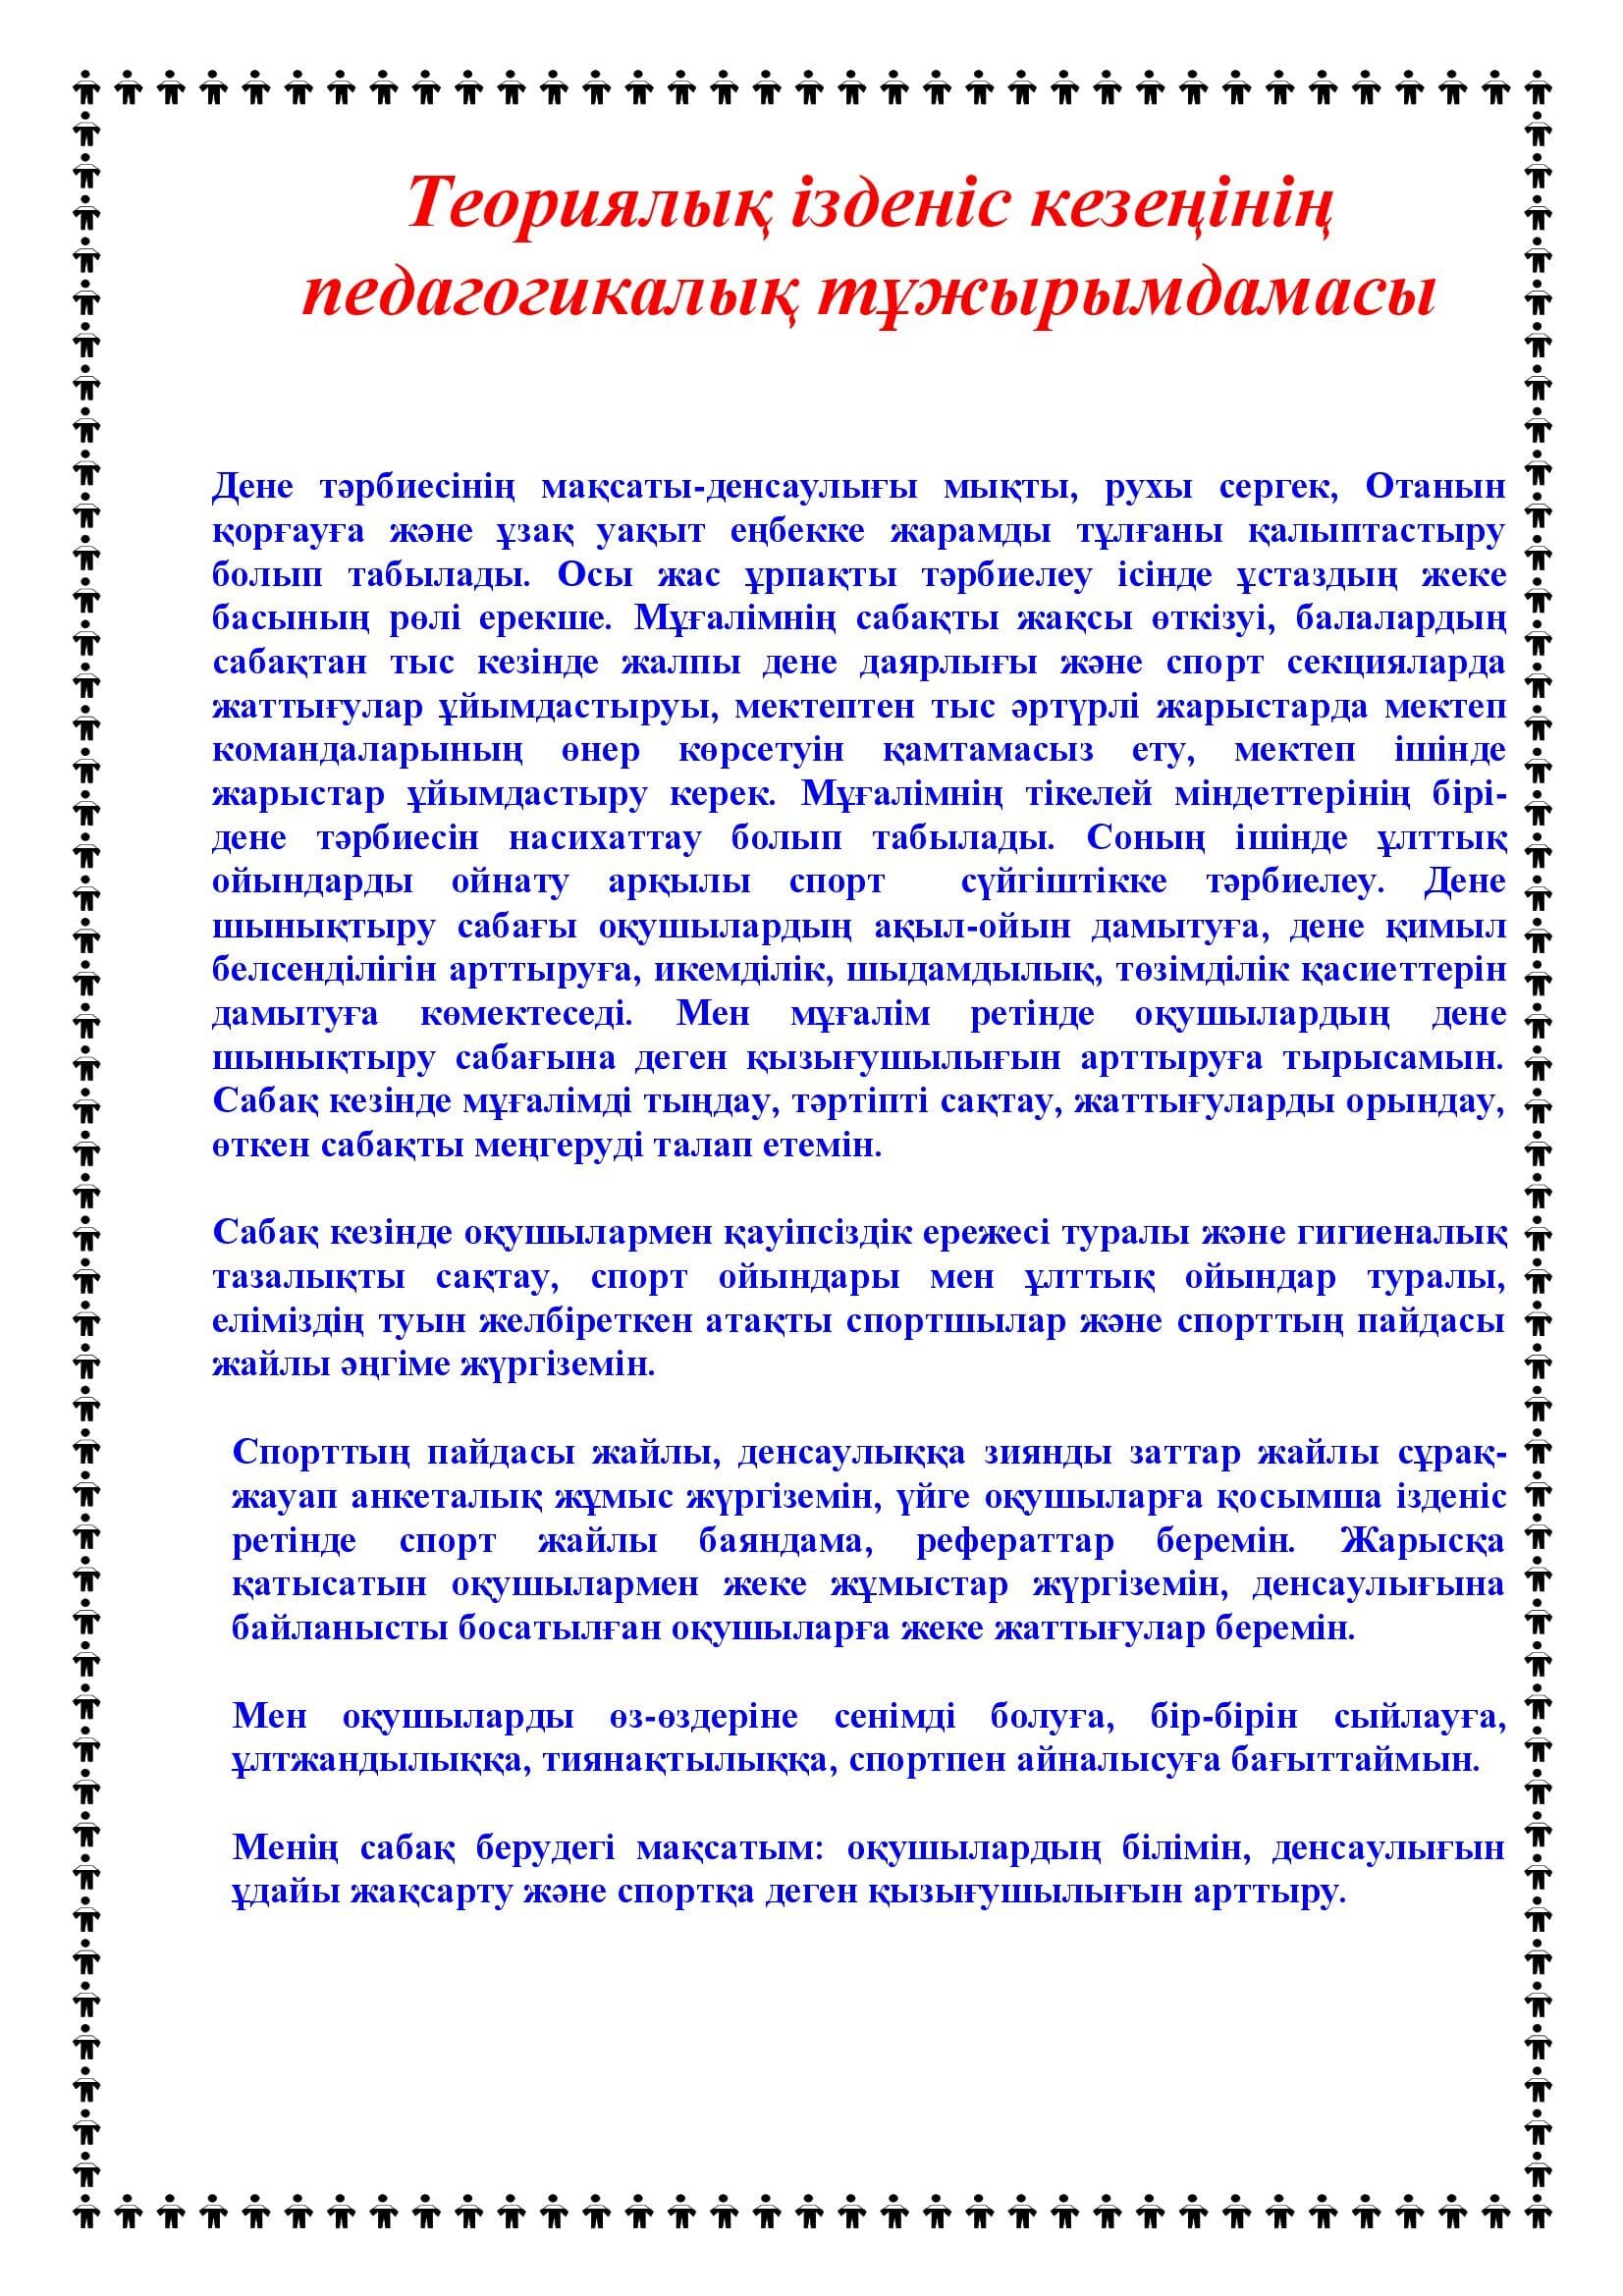 Теориялық ізденіс кезеңінің
педагогикалық тұжырымдамасы
Дене тәрбиесінің мақсаты-денсаулығы мықты, рухы сергек, Отанын
қорғауға және ұзақ уақыт еңбекке жарамды тұлғаны қалыптастыру
болып табылады. Осы жас ұрпақты тәрбиелеу ісінде ұстаздың жеке
басының рөлі ерекше. Мұғалімнің сабақты жақсы өткізуі, балалардың
сабақтан тыс кезінде жалпы дене даярлығы және спорт секцияларда
жаттығулар ұйымдастыруы, мектептен тыс әртүрлі жарыстарда мектеп
командаларының өнер көрсетуін қамтамасыз ету, мектеп ішінде
жарыстар ұйымдастыру керек. Мұғалімнің тікелей міндеттерінің бірі-
дене тәрбиесін насихаттау болып табылады. Соның ішінде ұлттық
ойындарды ойнату арқылы спорт сүйгіштікке тәрбиелеу. Дене
шынықтыру сабағы оқушылардың ақыл-ойын дамытуға, дене қимыл
белсенділігін арттыруға, икемділік, шыдамдылық, төзімділік қасиеттерін
дамытуға көмектеседі. Мен мұғалім ретінде оқушылардың дене
шынықтыру сабағына деген қызығушылығын арттыруға тырысамын.
Сабақ кезінде мұғалімді тыңдау, тәртіпті сақтау, жаттығуларды орындау,
өткен сабақты меңгеруді талап етемін.
Сабақ кезінде оқушылармен қауіпсіздік ережесі туралы және гигиеналық
тазалықты сақтау, спорт ойындары мен ұлттық ойындар туралы,
еліміздің туын желбіреткен атақты спортшылар және спорттың пайдасы
жайлы әңгіме жүргіземін.
Спорттың пайдасы жайлы, денсаулыққа зиянды заттар жайлы сұрақ-
жауап анкеталық жұмыс жүргіземін, үйге оқушыларға қосымша ізденіс
ретінде спорт жайлы баяндама, рефераттар беремін. Жарысқа
қатысатын оқушылармен жеке жұмыстар жүргіземін, денсаулығына
байланысты босатылған оқушыларға жеке жаттығулар беремін.
Мен оқушыларды өз-өздеріне сенімді болуға, бір-бірін сыйлауға,
ұлтжандылыққа, тиянақтылыққа, спортпен айналысуға бағыттаймын.
Менің сабақ берудегі мақсатым: оқушылардың білімін, денсаулығын
ұдайы жақсарту және спортқа деген қызығушылығын арттыру.